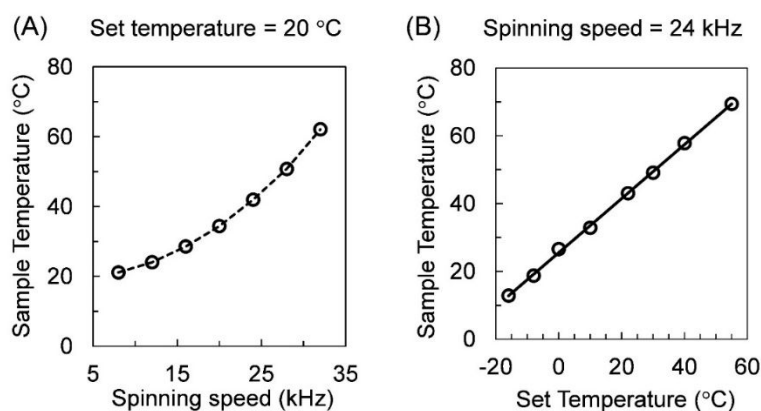 (A) Set temperature = 20 °C
Sample Temperature (°C)
80
60
40
20
0
5 15 25 35
Spinning speed (kHz)
(B) Spinning speed = 24 kHz
Sample Temperature (°C)
80
60
40
20
0
-20 0 20 40 60
Set Temperature (°C)